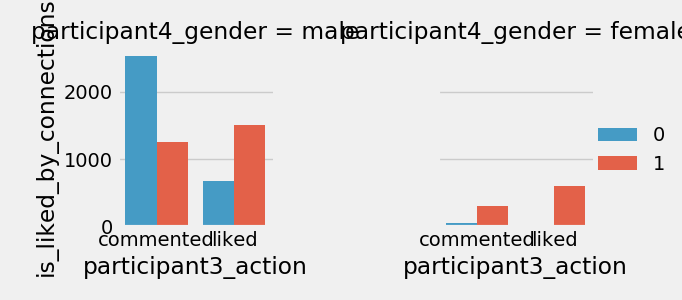 participant4_gender = male
participant4_gender = female
is_liked_by_connections
2000
1000
0
commented
liked
participant3_action
commented
liked
participant3_action
0
1